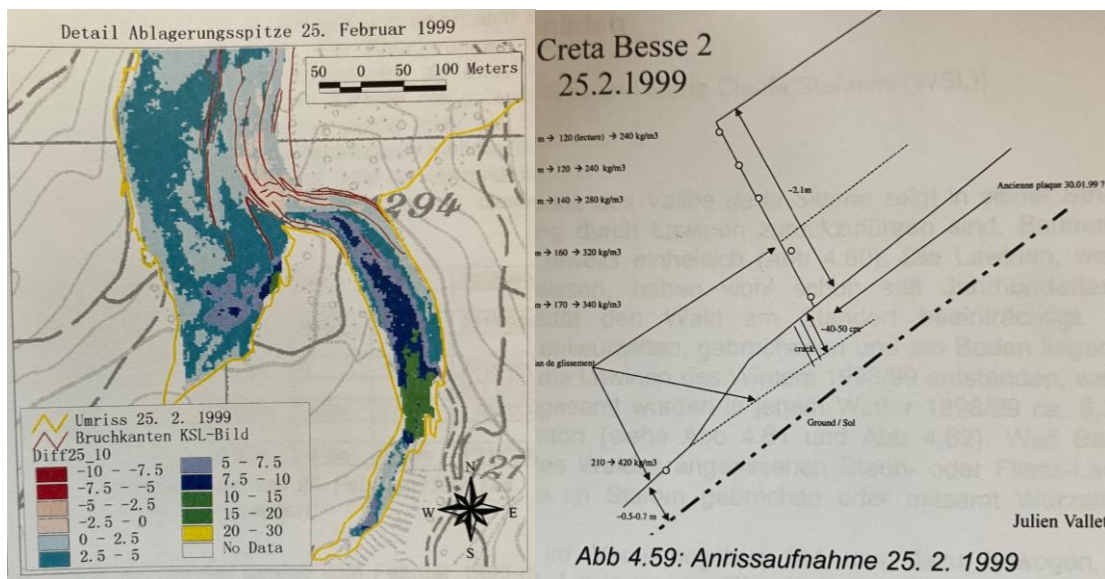 Detail Ablagerungsspitze 25. Februar 1999
50 0 50 100 Meters
294
Umriss 25. 2. 1999
Bruchkanten KSL-Bild
Diff25_10
-10 - -7.5
-7.5 - -5
-5 - -2.5
-2.5 - 0
0 - 2.5
2.5 - 5
5 - 7.5
7.5 - 10
10 - 15
15 - 20
20 - 30
No Data
N
W E
S
127
Creta Besse 2
25.2.1999
m → 120 (lecture) → 240 kg/m3
m → 120 → 240 kg/m3
m → 140 → 280 kg/m3
m → 160 → 320 kg/m3
m → 170 → 340 kg/m3
~2.1m
Ancienne plaque 30.01.99 ?
~40-50 cm
crack
an de glissement
Ground / Sol
210 → 420 kg/m3
~0.5-0.7 m
Julien Vallet
Abb 4.59: Anrissaufnahme 25. 2. 1999